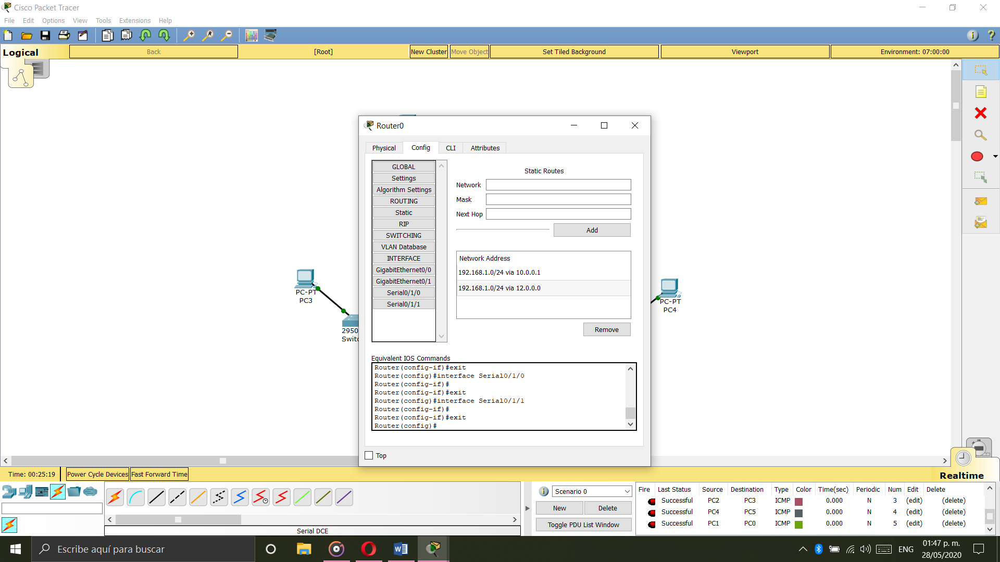 Cisco Packet Tracer
File Edit Options View Tools Extensions Help
Logical Back [Root] New Cluster Move Object Set Tiled Background Viewport Environment: 07:00:00
Router0
Physical Config CLI Attributes
GLOBAL
Settings
Algorithm Settings
ROUTING
Static
RIP
SWITCHING
VLAN Database
INTERFACE
GigabitEthernet0/0
GigabitEthernet0/1
Serial0/1/0
Serial0/1/1
Static Routes
Network
Mask
Next Hop
Add
Network Address
192.168.1.0/24 via 10.0.0.1
192.168.1.0/24 via 12.0.0.0
Remove
Equivalent IOS Commands
Router(config-if)#exit
Router(config)#interface Serial0/1/0
Router(config-if)#
Router(config-if)#exit
Router(config)#interface Serial0/1/1
Router(config-if)#
Router(config-if)#exit
Router(config)#
Top
PC-PT
PC3
2950
Switc
PC-PT
PC4
Time: 00:25:19 Power Cycle Devices Fast Forward Time
Realtime
Serial DCE
Scenario 0
New Delete
Toggle PDU List Window
Fire Last Status Source Destination Type Color Time(sec) Periodic Num Edit Delete
Successful PC2 PC3 ICMP 0.000 N 3 (edit) (delete)
Successful PC4 PC5 ICMP 0.000 N 4 (edit) (delete)
Successful PC1 PC0 ICMP 0.000 N 5 (edit) (delete)
Escribe aquí para buscar
ENG
01:47 p. m.
28/05/2020